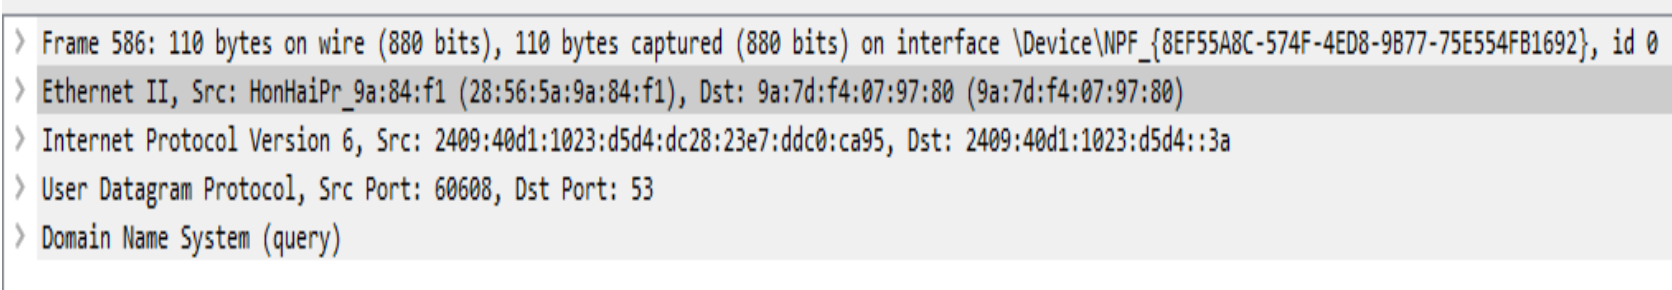 Frame 586: 110 bytes on wire (880 bits), 110 bytes captured (880 bits) on interface \Device\NPF_{8EF55A8C-574F-4ED8-9B77-75E554FB1692}, id 0
Ethernet II, Src: HonHaiPr_9a:84:f1 (28:56:5a:9a:84:f1), Dst: 9a:7d:f4:07:97:80 (9a:7d:f4:07:97:80)
Internet Protocol Version 6, Src: 2409:40d1:1023:d5d4:dc28:23e7:ddc0:ca95, Dst: 2409:40d1:1023:d5d4::3a
User Datagram Protocol, Src Port: 60608, Dst Port: 53
Domain Name System (query)